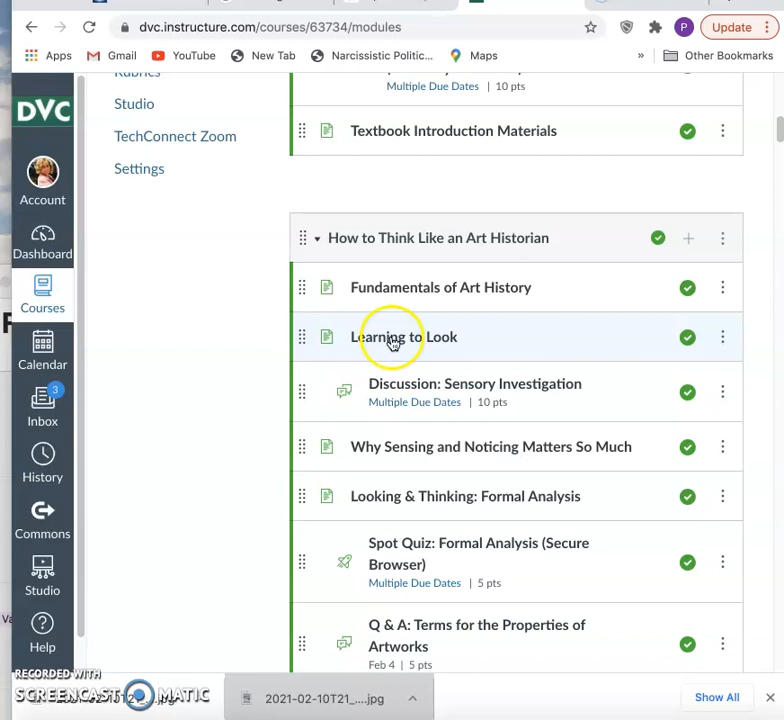 dvc.instructure.com/courses/63734/modules
P
Update
Apps
Gmail
YouTube
New Tab
Narcissistic Politic...
Maps
»
Other Bookmarks
DVC
Account
Dashboard
Courses
Calendar
3
Inbox
History
Commons
Studio
Help
Rubrics
Studio
TechConnect Zoom
Settings
Multiple Due Dates | 10 pts
Textbook Introduction Materials
How to Think Like an Art Historian
Fundamentals of Art History
Learning to Look
Discussion: Sensory Investigation
Multiple Due Dates | 10 pts
Why Sensing and Noticing Matters So Much
Looking & Thinking: Formal Analysis
Spot Quiz: Formal Analysis (Secure
Browser)
Multiple Due Dates | 5 pts
Q & A: Terms for the Properties of
Artworks
Feb 4 | 5 pts
RECORDED WITH
SCREENCAST MATIC
2021-02-10T21_....jpg
Show All